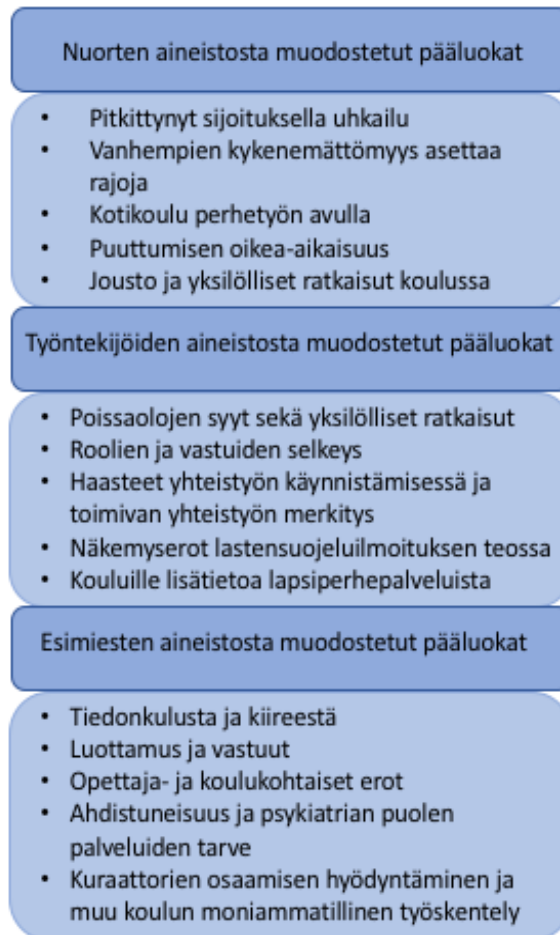 Nuorten aineistosta muodostetut pääluokat
• Pitkittynyt sijoituksella uhkailu
• Vanhempien kykenemättömyys asettaa
rajoja
• Kotikoulu perhetyön avulla
• Puuttumisen oikea-aikaisuus
• Jousto ja yksilölliset ratkaisut koulussa
Työntekijöiden aineistosta muodostetut pääluokat
• Poissaolojen syyt sekä yksilölliset ratkaisut
• Roolien ja vastuiden selkeys
• Haasteet yhteistyön käynnistämisessä ja
toimivan yhteistyön merkitys
• Näkemyserot lastensuojeluilmoituksen teossa
• Kouluille lisätietoa lapsiperhepalveluista
Esimiesten aineistosta muodostetut pääluokat
• Tiedonkulusta ja kiireestä
• Luottamus ja vastuut
• Opettaja- ja koulukohtaiset erot
• Ahdistuneisuus ja psykiatrian puolen
palveluiden tarve
• Kuraattorien osaamisen hyödyntäminen ja
muu koulun moniammatillinen työskentely